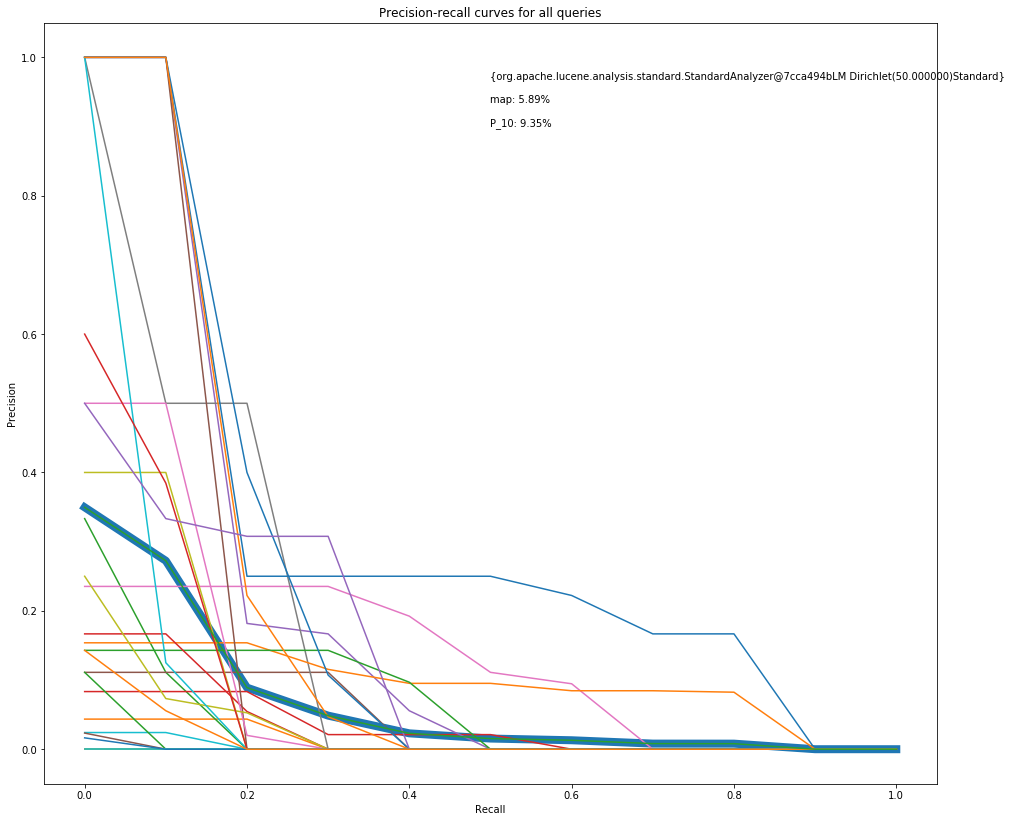 Precision-recall curves for all queries
1.0
{org.apache.lucene.analysis.standard.StandardAnalyzer@7cca494bLM Dirichlet(50.000000)Standard}
map: 5.89%
P_10: 9.35%
0.8
0.6
Precision
0.4
0.2
0.0
0.0 0.2 0.4 0.6 0.8 1.0
Recall